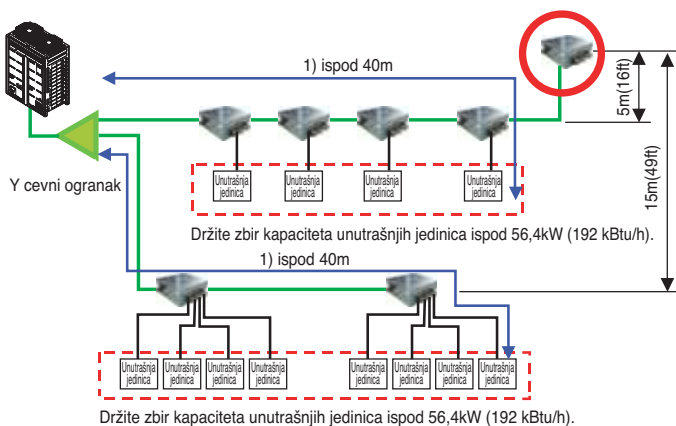 1) ispod 40m
5m(16ft)
15m(49ft)
Y cevni ogranak
Unutrašnja
jedinica
Unutrašnja
jedinica
Unutrašnja
jedinica
Unutrašnja
jedinica
Držite zbir kapaciteta unutrašnjih jedinica ispod 56,4kW (192 kBtu/h).
1) ispod 40m
Unutrašnja
jedinica
Unutrašnja
jedinica
Unutrašnja
jedinica
Unutrašnja
jedinica
Unutrašnja
jedinica
Unutrašnja
jedinica
Unutrašnja
jedinica
Unutrašnja
jedinica
Držite zbir kapaciteta unutrašnjih jedinica ispod 56,4kW (192 kBtu/h).